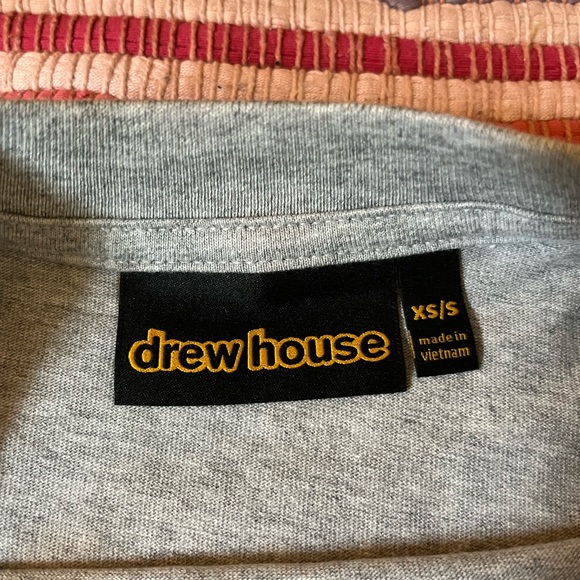 drew house
XS/S
made in
vietnam